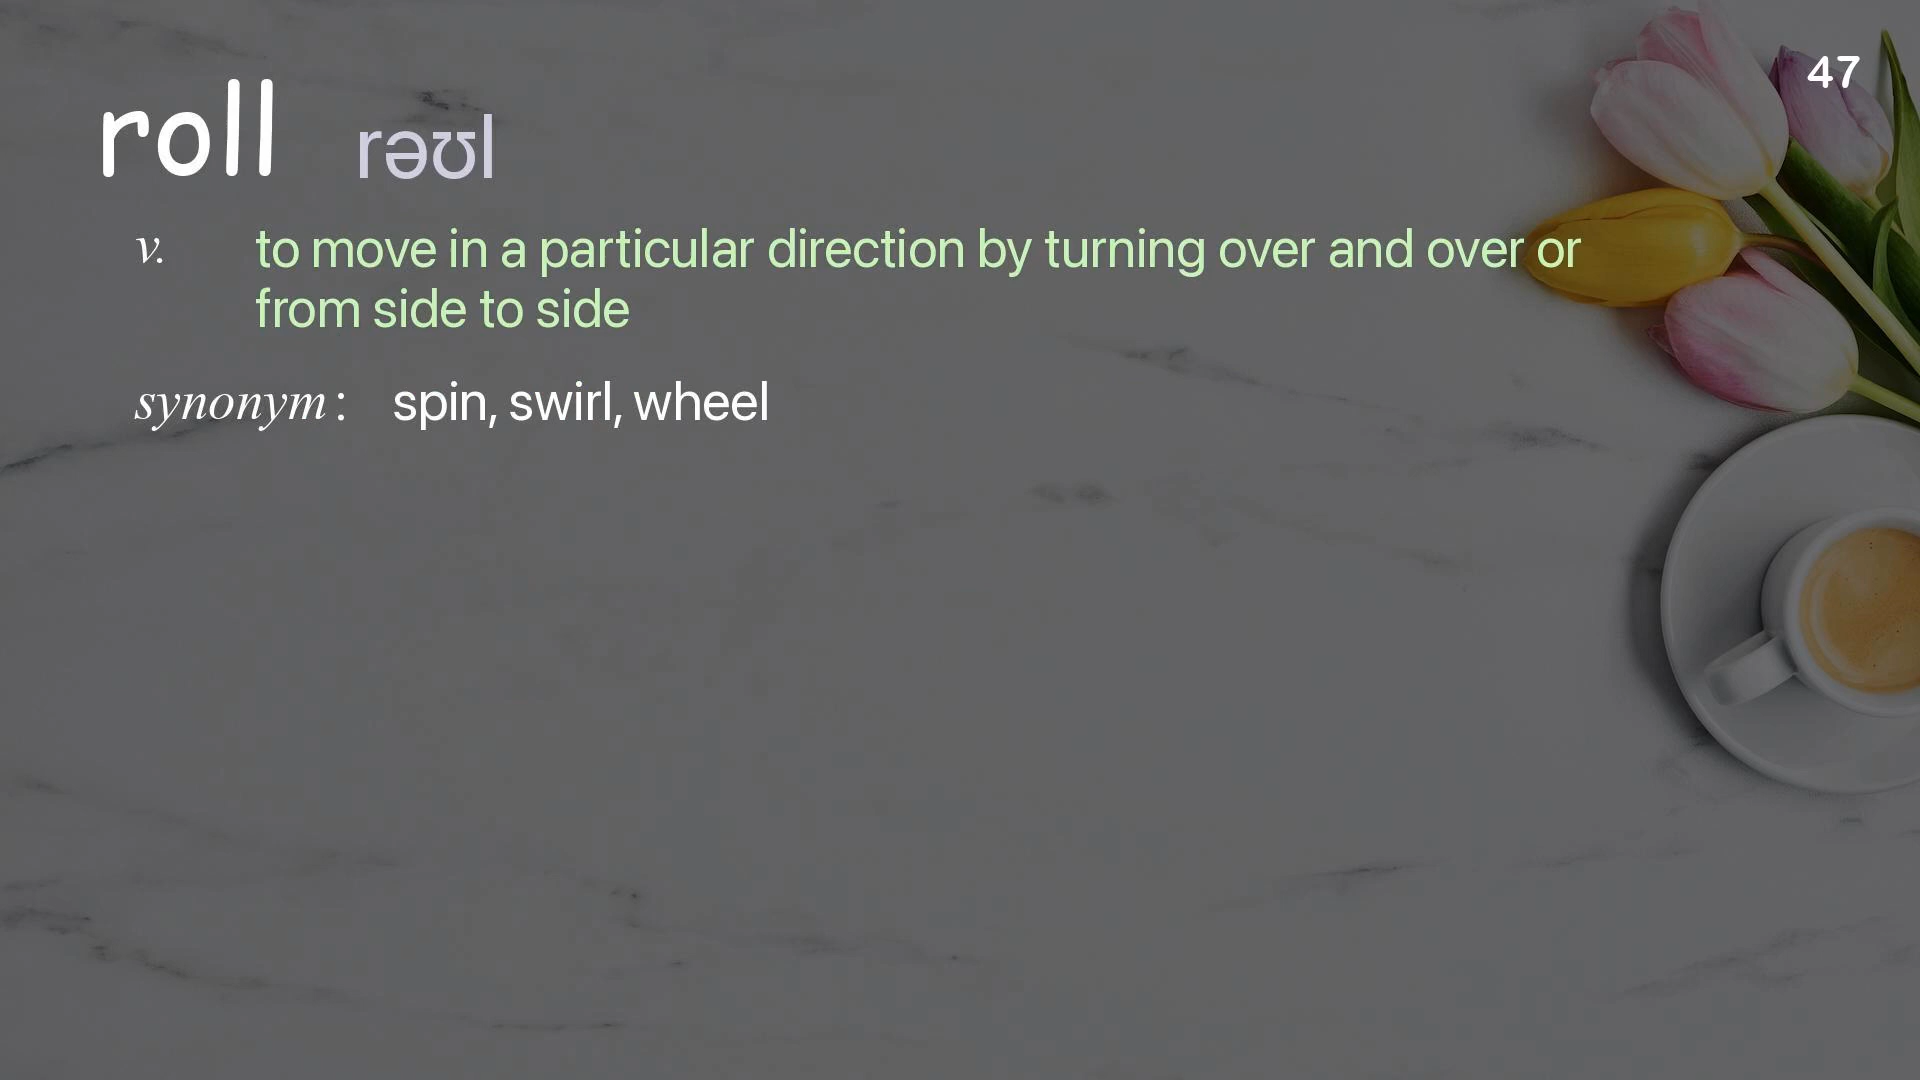 47
roll rəʊl
v. to move in a particular direction by turning over and over or
from side to side
synonym: spin, swirl, wheel